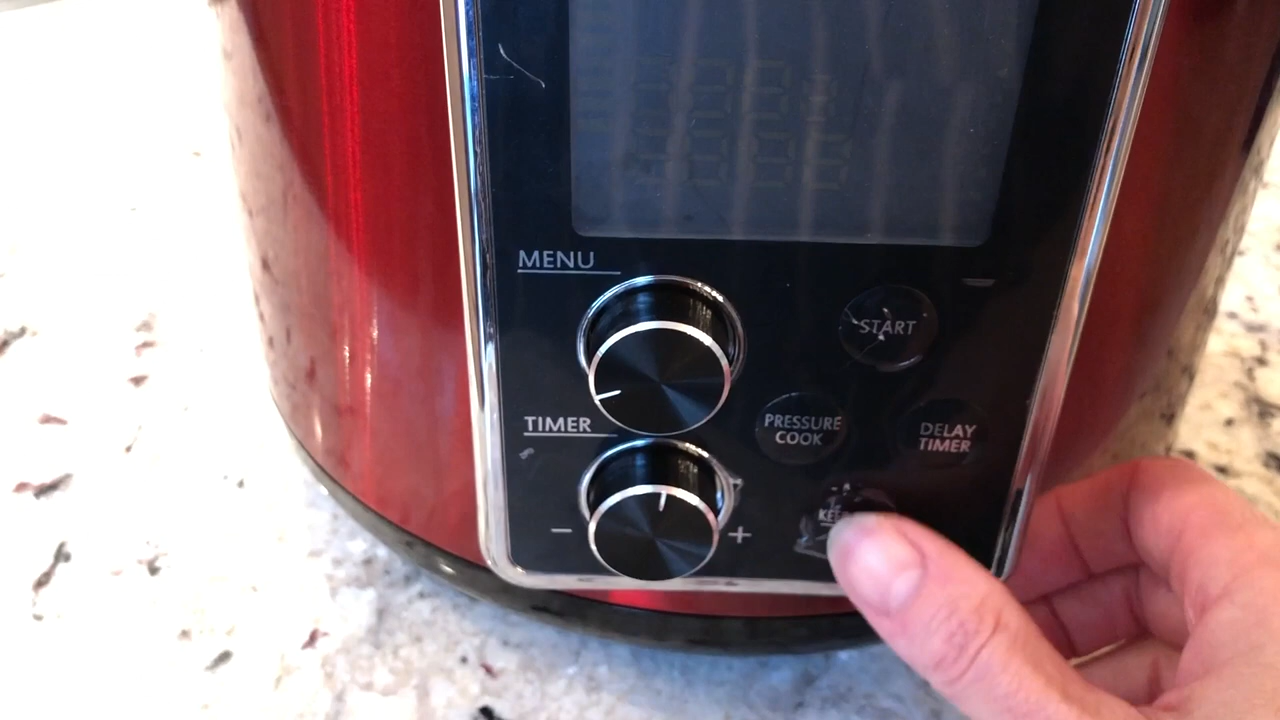 MENU
START
TIMER
PRESSURE
COOK
DELAY
TIMER
− +